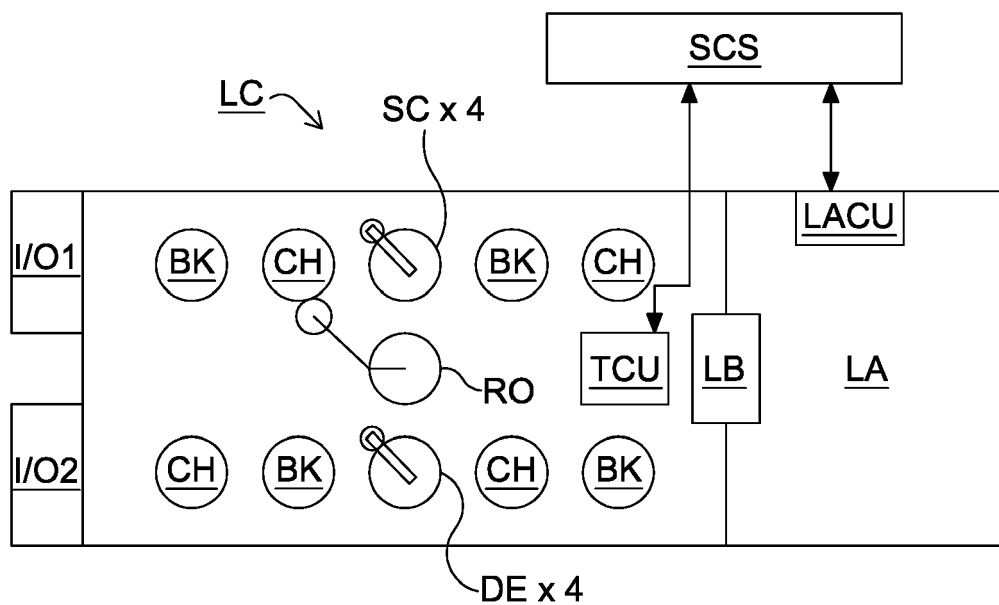 SCS
LC
SC x 4
LACU
I/O1
BK
CH
BK
CH
TCU
LB
LA
RO
I/O2
CH
BK
CH
BK
DE x 4